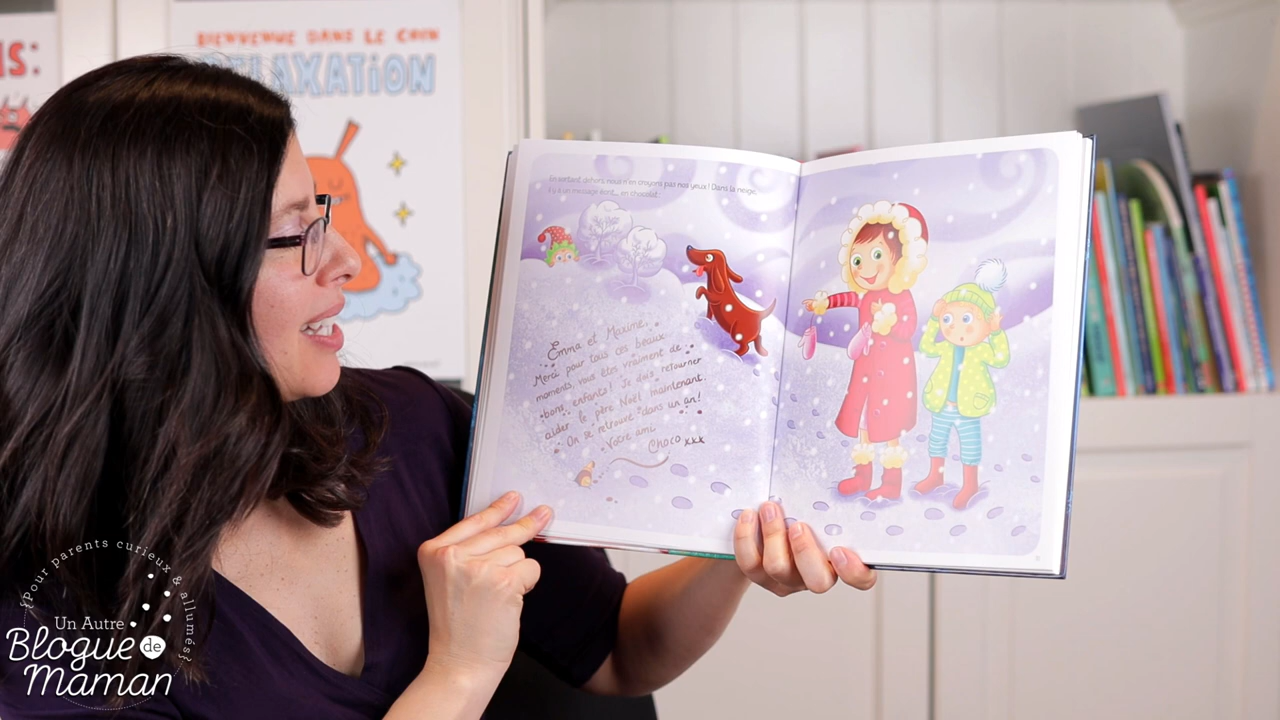 NS:
BIENVENUE DANS LE COIN
RELAXATION
En sortant dehors, nous n'en croyons pas nos yeux! Dans la neige,
il y a un message écrit... en chocolat.
Emma et Maxime,
Merci pour tous ces beaux
moments, vous êtes vraiment de
bons enfants! Je dois retourner
aider le père Noël maintenant.
On se retrouve dans un an!
Votre ami,
Choco xxx
{Pour parents curieux & allumés}
Un Autre
Blogue de
Maman